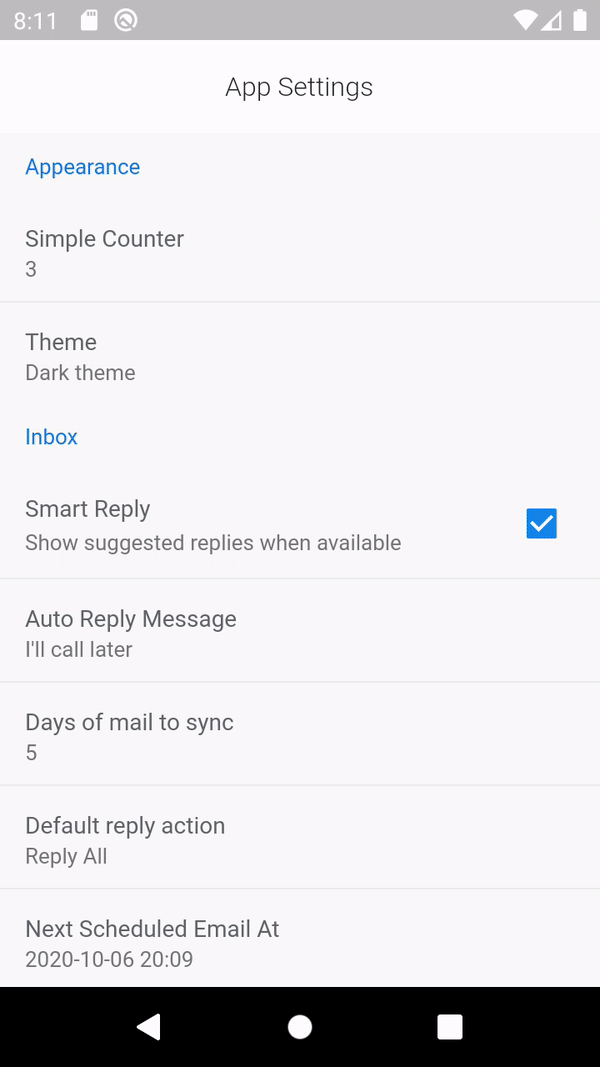 8:11
App Settings
Appearance
Simple Counter
3
Theme
Dark theme
Inbox
Smart Reply
Show suggested replies when available
Auto Reply Message
I'll call later
Days of mail to sync
5
Default reply action
Reply All
Next Scheduled Email At
2020-10-06 20:09